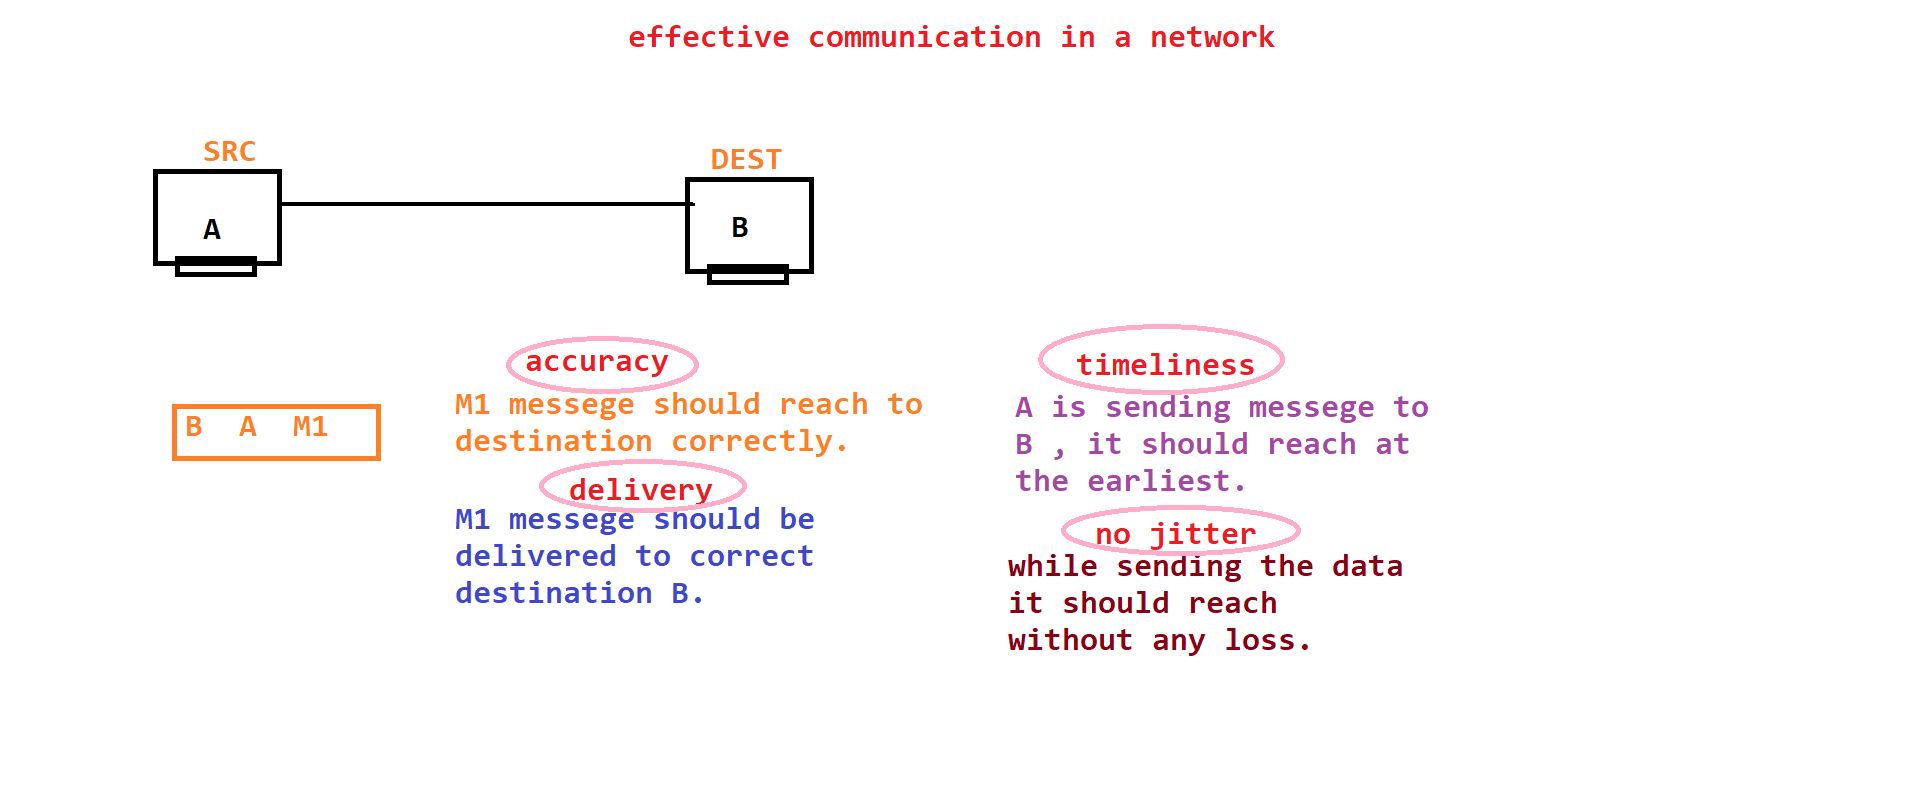 effective communication in a network
SRC
DEST
A
B
B A M1
accuracy
M1 messege should reach to
destination correctly.
delivery
M1 messege should be
delivered to correct
destination B.
timeliness
A is sending messege to
B , it should reach at
the earliest.
no jitter
while sending the data
it should reach
without any loss.